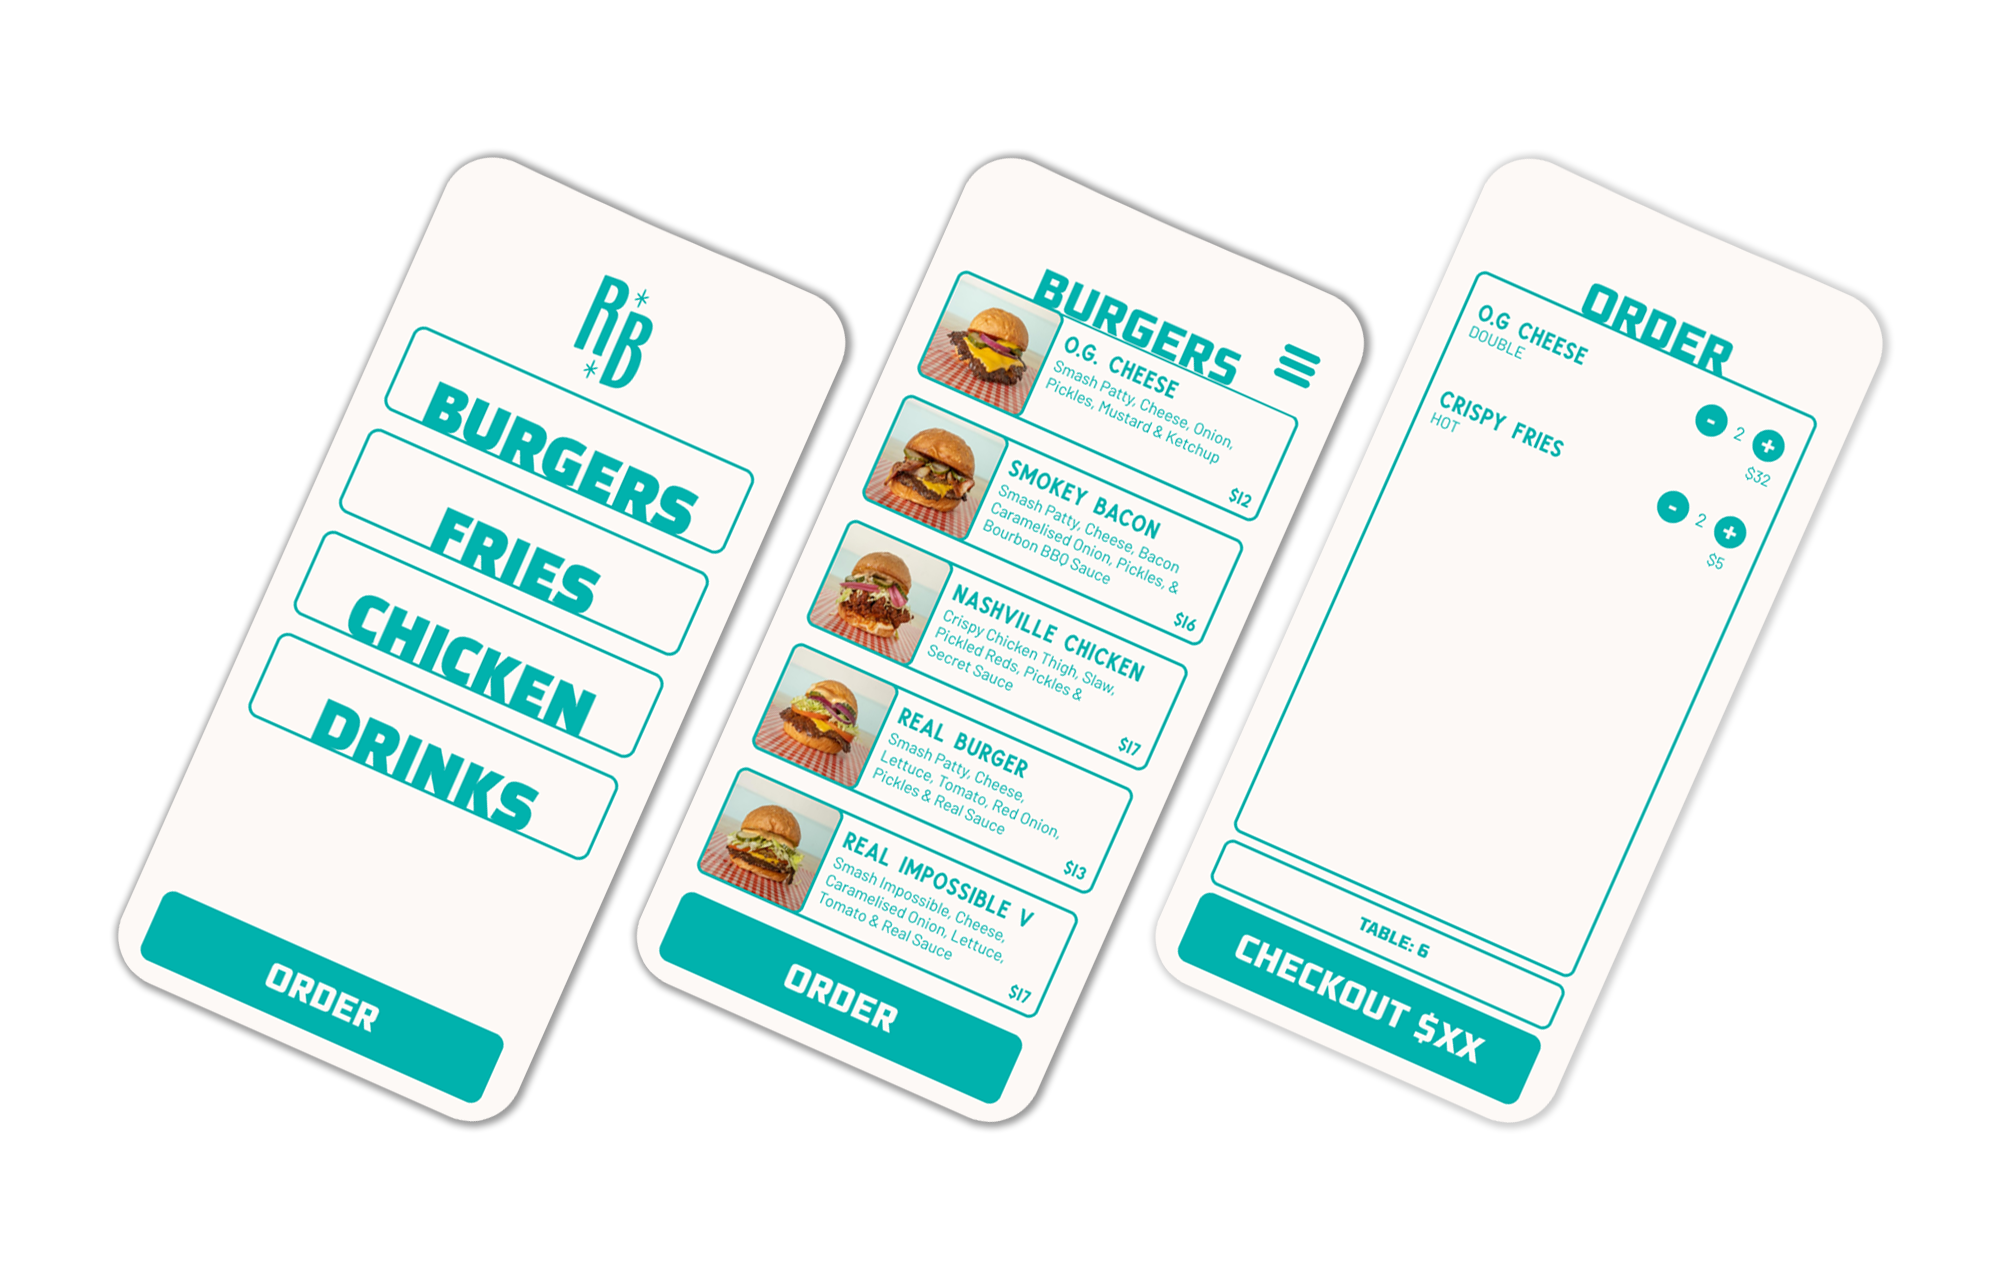 R*
*B
BURGERS
FRIES
CHICKEN
DRINKS
ORDER
BURGERS
O.G. CHEESE
Smash Patty, Cheese, Onion,
Pickles, Mustard & Ketchup
$12
SMOKEY BACON
Smash Patty, Cheese, Bacon
Caramelised Onion, Pickles, &
Bourbon BBQ Sauce
$16
NASHVILLE CHICKEN
Crispy Chicken Thigh, Slaw,
Pickled Reds, Pickles &
Secret Sauce
$17
REAL BURGER
Smash Patty, Cheese,
Lettuce, Tomato, Red Onion,
Pickles & Real Sauce
$13
REAL IMPOSSIBLE V
Smash Impossible, Cheese,
Caramelised Onion, Lettuce,
Tomato & Real Sauce
$17
ORDER
ORDER
O.G CHEESE
DOUBLE
- 2 +
$32
CRISPY FRIES
HOT
- 2 +
$5
TABLE: 6
CHECKOUT $XX